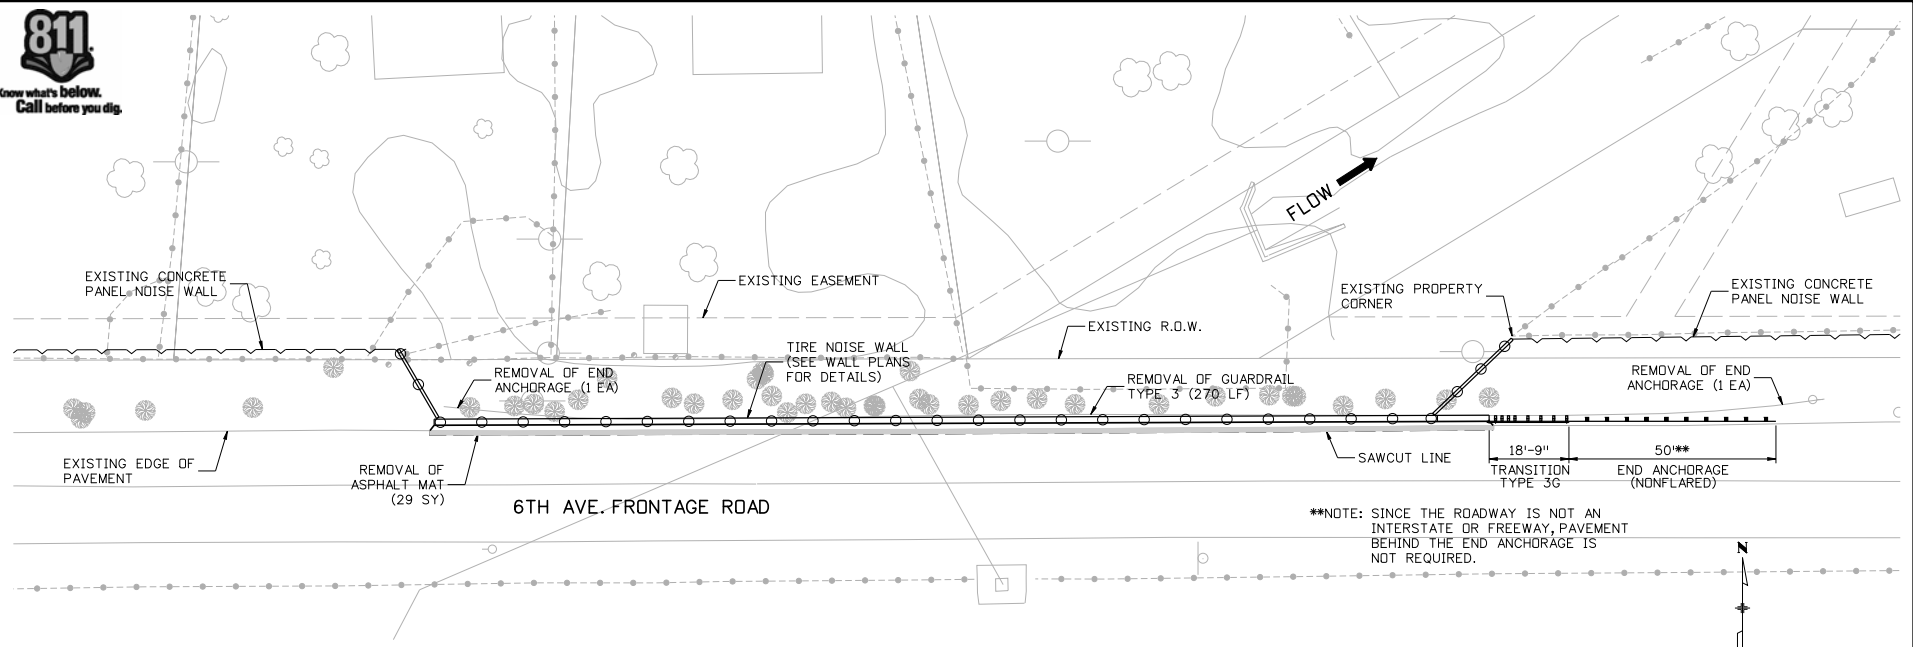 811
Know what's below.
Call before you dig.
FLOW
EXISTING CONCRETE
PANEL NOISE WALL
EXISTING EASEMENT
EXISTING PROPERTY
CORNER
EXISTING CONCRETE
PANEL NOISE WALL
EXISTING R.O.W.
TIRE NOISE WALL
(SEE WALL PLANS
FOR DETAILS)
REMOVAL OF END
ANCHORAGE (1 EA)
REMOVAL OF GUARDRAIL
TYPE 3 (270 LF)
REMOVAL OF END
ANCHORAGE (1 EA)
EXISTING EDGE OF
PAVEMENT
REMOVAL OF
ASPHALT MAT
(29 SY)
SAWCUT LINE
18'-9"
TRANSITION
TYPE 3G
50'**
END ANCHORAGE
(NONFLARED)
6TH AVE. FRONTAGE ROAD
**NOTE: SINCE THE ROADWAY IS NOT AN
INTERSTATE OR FREEWAY, PAVEMENT
BEHIND THE END ANCHORAGE IS
NOT REQUIRED.
N